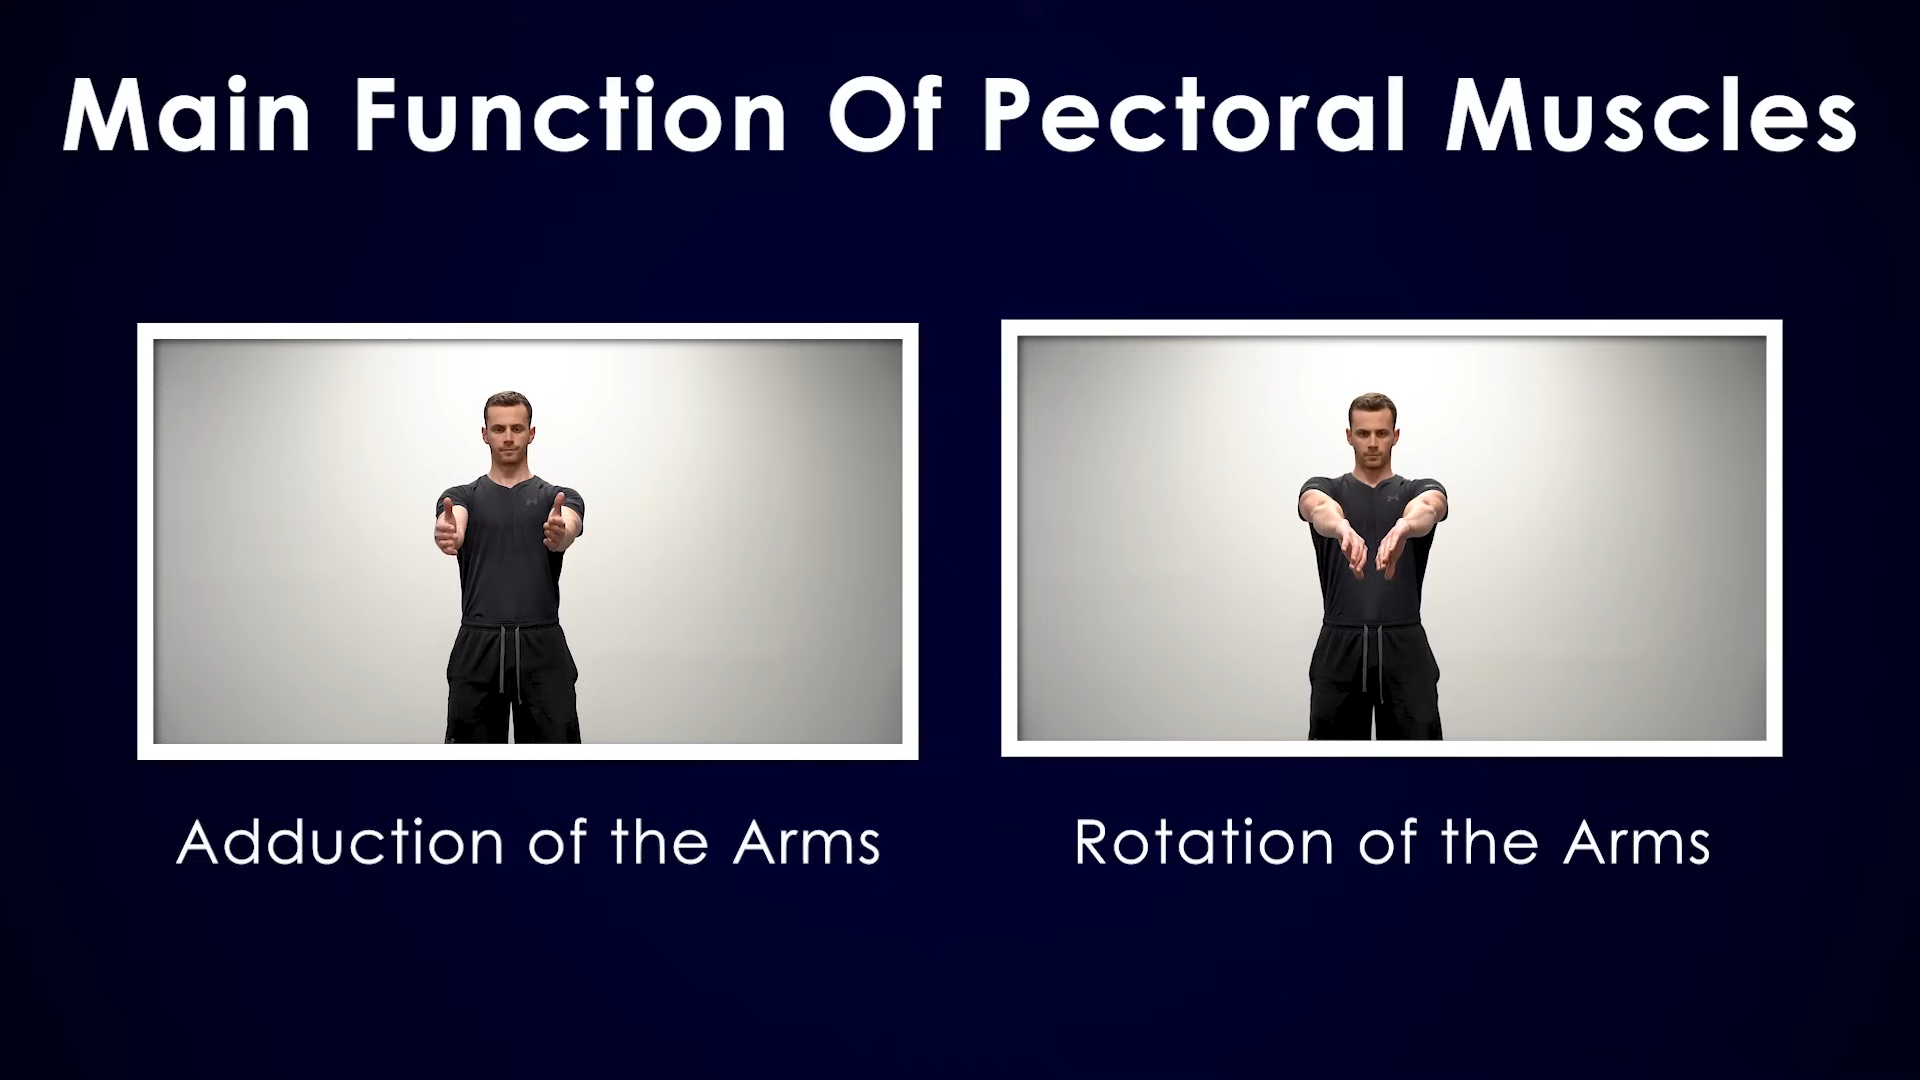 Main Function Of Pectoral Muscles
Adduction of the Arms
Rotation of the Arms